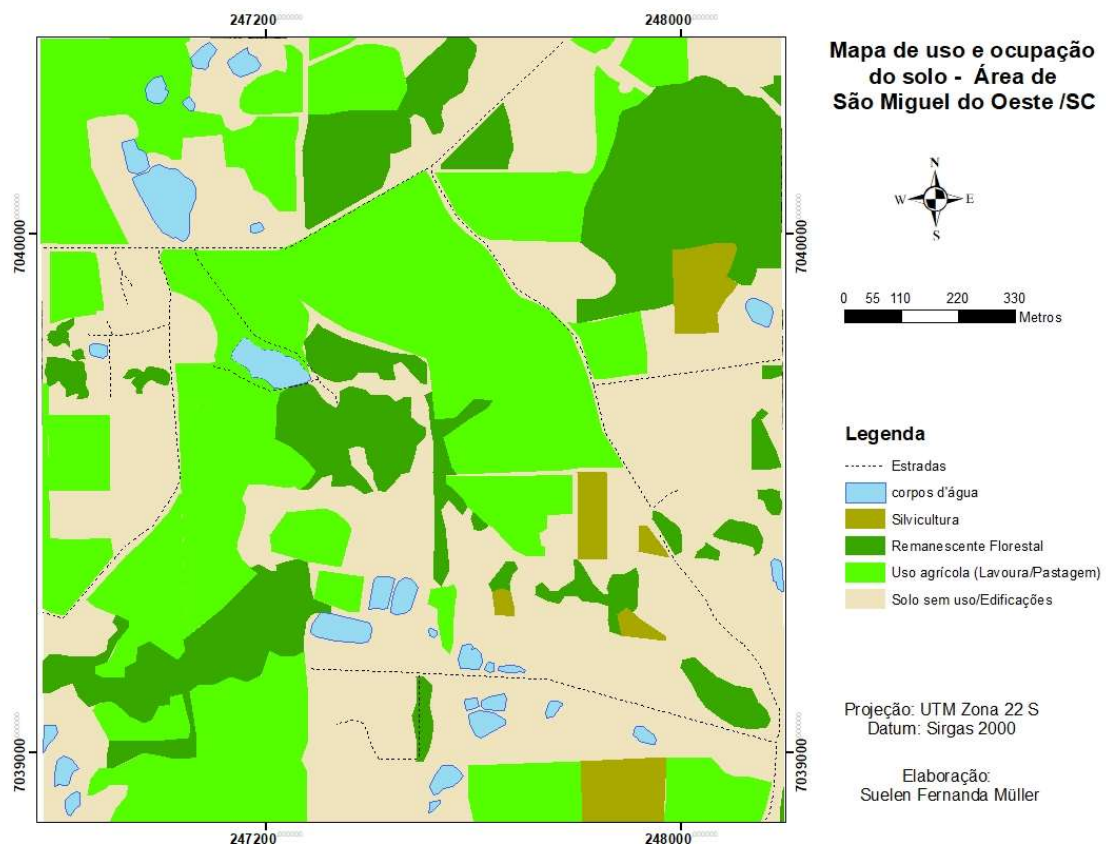 247200
248000
Mapa de uso e ocupação
do solo - Área de
São Miguel do Oeste /SC
N
W
E
S
7040000
7040000
0 55 110 220 330
Metros
Legenda
Estradas
corpos d'água
Silvicultura
Remanescente Florestal
Uso agrícola (Lavoura/Pastagem)
Solo sem uso/Edificações
Projeção: UTM Zona 22 S
Datum: Sirgas 2000
7039000
7039000
Elaboração:
Suelen Fernanda Müller
247200
248000